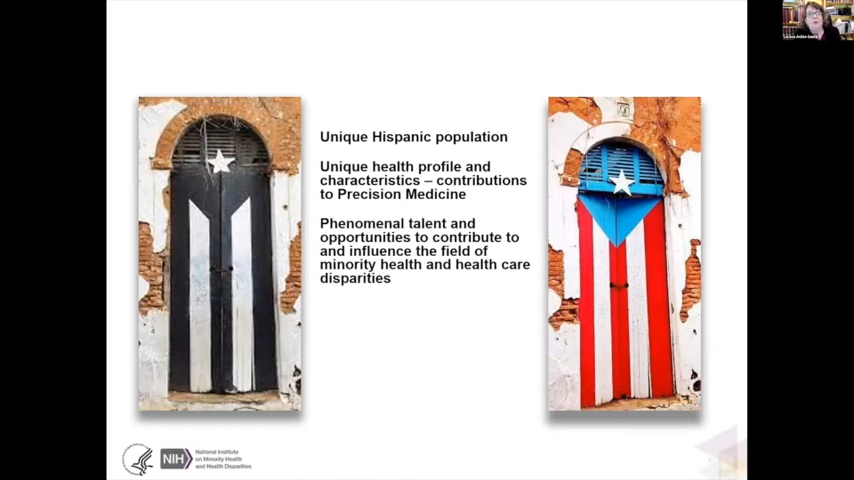 Unique Hispanic population
Unique health profile and
characteristics – contributions
to Precision Medicine
Phenomenal talent and
opportunities to contribute to
and influence the field of
minority health and health care
disparities
NIH
National Institute
on Minority Health
and Health Disparities